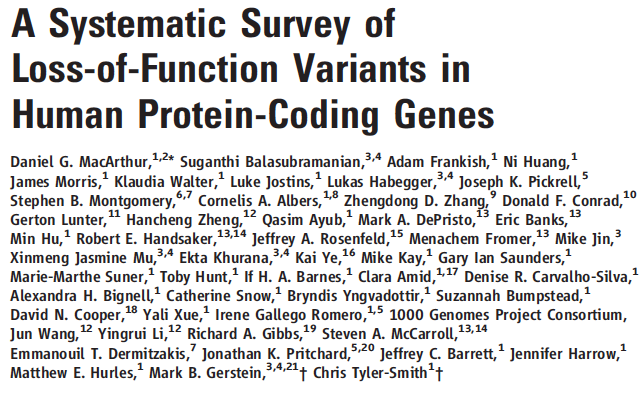 A Systematic Survey of
Loss-of-Function Variants in
Human Protein-Coding Genes
Daniel G. MacArthur,1,2* Suganthi Balasubramanian,3,4 Adam Frankish,1 Ni Huang,1
James Morris,1 Klaudia Walter,1 Luke Jostins,1 Lukas Habegger,3,4 Joseph K. Pickrell,5
Stephen B. Montgomery,6,7 Cornelis A. Albers,1,8 Zhengdong D. Zhang,9 Donald F. Conrad,10
Gerton Lunter,11 Hancheng Zheng,12 Qasim Ayub,1 Mark A. DePristo,13 Eric Banks,13
Min Hu,1 Robert E. Handsaker,13,14 Jeffrey A. Rosenfeld,15 Menachem Fromer,13 Mike Jin,3
Xinmeng Jasmine Mu,3,4 Ekta Khurana,3,4 Kai Ye,16 Mike Kay,1 Gary Ian Saunders,1
Marie-Marthe Suner,1 Toby Hunt,1 If H. A. Barnes,1 Clara Amid,1,17 Denise R. Carvalho-Silva,1
Alexandra H. Bignell,1 Catherine Snow,1 Bryndis Yngvadottir,1 Suzannah Bumpstead,1
David N. Cooper,18 Yali Xue,1 Irene Gallego Romero,1,5 1000 Genomes Project Consortium,
Jun Wang,12 Yingrui Li,12 Richard A. Gibbs,19 Steven A. McCarroll,13,14
Emmanouil T. Dermitzakis,7 Jonathan K. Pritchard,5,20 Jeffrey C. Barrett,1 Jennifer Harrow,1
Matthew E. Hurles,1 Mark B. Gerstein,3,4,21† Chris Tyler-Smith1†